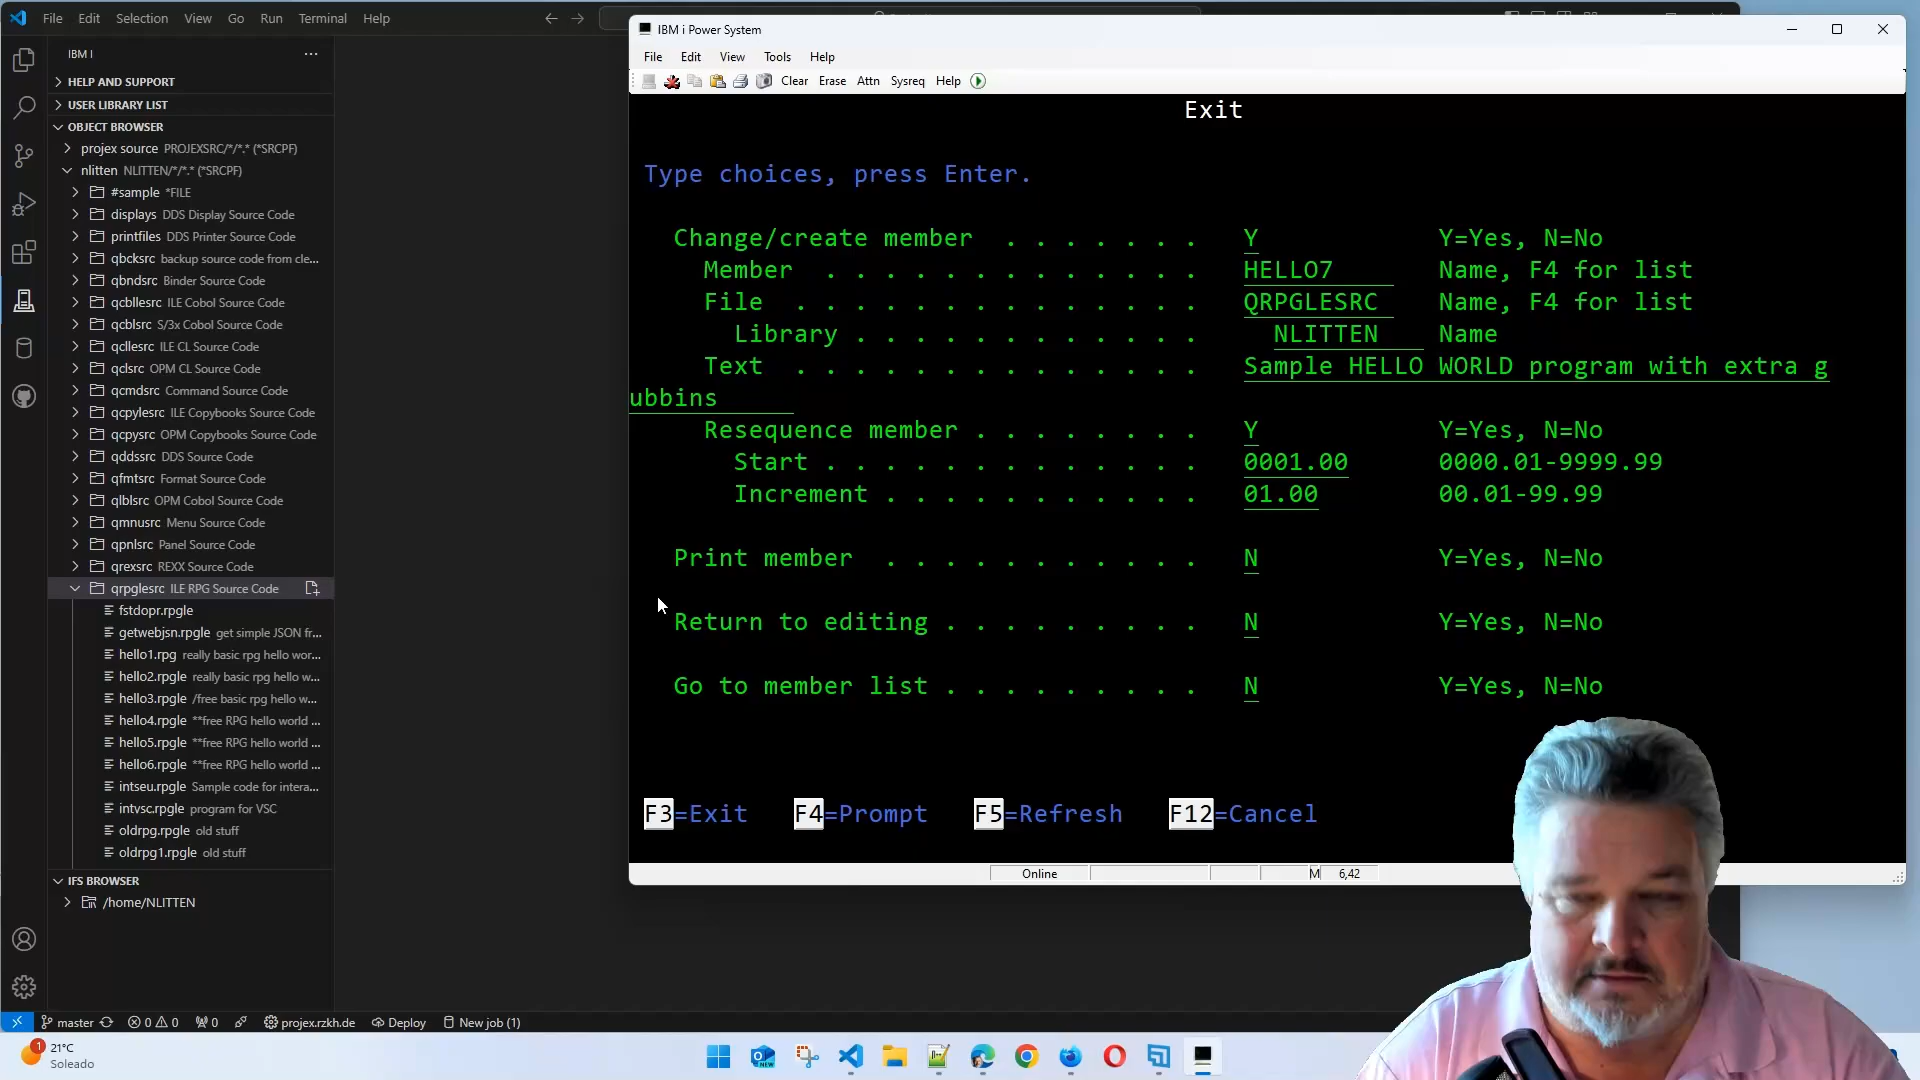 File Edit Selection View Go Run Terminal Help
IBM I
HELP AND SUPPORT
USER LIBRARY LIST
OBJECT BROWSER
projex source PROJEXSRC/*/*.* (*SRCPF)
nlitten NLITTEN/*/*.* (*SRCPF)
#sample *FILE
displays DDS Display Source Code
printfiles DDS Printer Source Code
qbcksrc backup source code from cle...
qbndsrc Binder Source Code
qcbllesrc ILE Cobol Source Code
qcblsrc S/3x Cobol Source Code
qcllesrc ILE CL Source Code
qclsrc OPM CL Source Code
qcmdsrc Command Source Code
qcpylesrc ILE Copybooks Source Code
qcpysrc OPM Copybooks Source Code
qddssrc DDS Source Code
qfmtsrc Format Source Code
qlblsrc OPM Cobol Source Code
qmnusrc Menu Source Code
qpnlsrc Panel Source Code
qrexsrc REXX Source Code
qrpglesrc ILE RPG Source Code
fstdopr.rpgle
getwebjsn.rpgle get simple JSON fr...
hello1.rpg really basic rpg hello wor...
hello2.rpgle really basic rpg hello w...
hello3.rpgle /free basic rpg hello w...
hello4.rpgle **free RPG hello world ...
hello5.rpgle **free RPG hello world ...
hello6.rpgle **free RPG hello world ...
intseu.rpgle Sample code for intera...
intvsc.rpgle program for VSC
oldrpg.rpgle old stuff
oldrpg1.rpgle old stuff
IFS BROWSER
/home/NLITTEN
master 0 0 0 projex.rzkh.de Deploy New job (1)
IBM i Power System
File Edit View Tools Help
Clear Erase Attn Sysreq Help
Exit
Type choices, press Enter.
Change/create member . . . . . . . Y Y=Yes, N=No
Member . . . . . . . . . . . . . HELLO7 Name, F4 for list
File . . . . . . . . . . . . . . QRPGLESRC Name, F4 for list
Library . . . . . . . . . . . . NLITTEN Name
Text . . . . . . . . . . . . . . Sample HELLO WORLD program with extra g
ubbins
Resequence member . . . . . . . . Y Y=Yes, N=No
Start . . . . . . . . . . . . . 0001.00 0000.01-9999.99
Increment . . . . . . . . . . . 01.00 00.01-99.99
Print member . . . . . . . . . . . N Y=Yes, N=No
Return to editing . . . . . . . . . N Y=Yes, N=No
Go to member list . . . . . . . . . N Y=Yes, N=No
F3=Exit F4=Prompt F5=Refresh F12=Cancel
Online M 6,42
1
21°C
Soleado
NEW